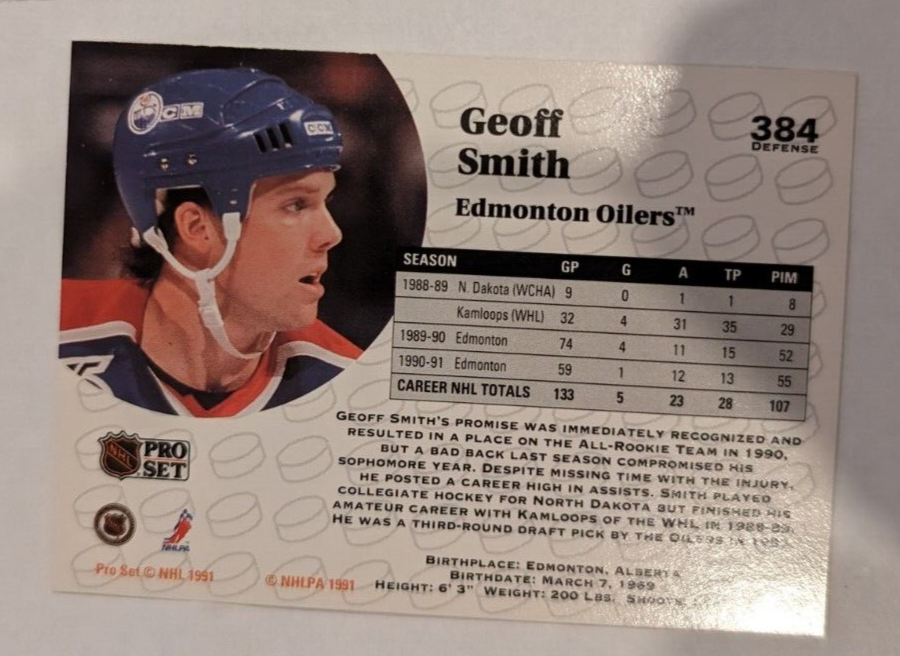 CCM
CCM
Geoff
Smith
384
DEFENSE
Edmonton Oilers™
SEASON GP G A TP PIM
1988-89 N. Dakota (WCHA) 9 0 1 1 8
Kamloops (WHL) 32 4 31 35 29
1989-90 Edmonton 74 4 11 15 52
1990-91 Edmonton 59 1 12 13 55
CAREER NHL TOTALS 133 5 23 28 107
GEOFF SMITH'S PROMISE WAS IMMEDIATELY RECOGNIZED AND
RESULTED IN A PLACE ON THE ALL-ROOKIE TEAM IN 1990,
BUT A BAD BACK LAST SEASON COMPROMISED HIS
SOPHOMORE YEAR. DESPITE MISSING TIME WITH THE INJURY,
HE POSTED A CAREER HIGH IN ASSISTS. SMITH PLAYED
COLLEGIATE HOCKEY FOR NORTH DAKOTA BUT FINISHED HIS
AMATEUR CAREER WITH KAMLOOPS OF THE WHL IN 1988-89.
HE WAS A THIRD-ROUND DRAFT PICK BY THE OILERS IN
BIRTHPLACE: EDMONTON, ALBERTA
BIRTHDATE: MARCH 7, 1969
HEIGHT: 6' 3" WEIGHT: 200 LBS. SHOOTS:
NHL
PRO
SET
NHLPA
Pro Set © NHL 1991
© NHLPA 1991